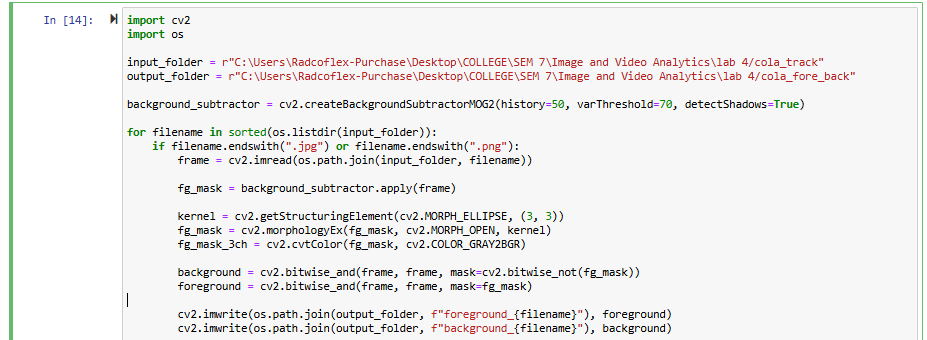 In [14]:
import cv2
import os
input_folder = r"C:\Users\Radcoflex-Purchase\Desktop\COLLEGE\SEM 7\Image and Video Analytics\lab 4/cola_track"
output_folder = r"C:\Users\Radcoflex-Purchase\Desktop\COLLEGE\SEM 7\Image and Video Analytics\lab 4/cola_fore_back"
background_subtractor = cv2.createBackgroundSubtractorMOG2(history=50, varThreshold=70, detectShadows=True)
for filename in sorted(os.listdir(input_folder)):
    if filename.endswith(".jpg") or filename.endswith(".png"):
        frame = cv2.imread(os.path.join(input_folder, filename))
        fg_mask = background_subtractor.apply(frame)
        kernel = cv2.getStructuringElement(cv2.MORPH_ELLIPSE, (3, 3))
        fg_mask = cv2.morphologyEx(fg_mask, cv2.MORPH_OPEN, kernel)
        fg_mask_3ch = cv2.cvtColor(fg_mask, cv2.COLOR_GRAY2BGR)
        background = cv2.bitwise_and(frame, frame, mask=cv2.bitwise_not(fg_mask))
        foreground = cv2.bitwise_and(frame, frame, mask=fg_mask)
        cv2.imwrite(os.path.join(output_folder, f"foreground_{filename}"), foreground)
        cv2.imwrite(os.path.join(output_folder, f"background_{filename}"), background)